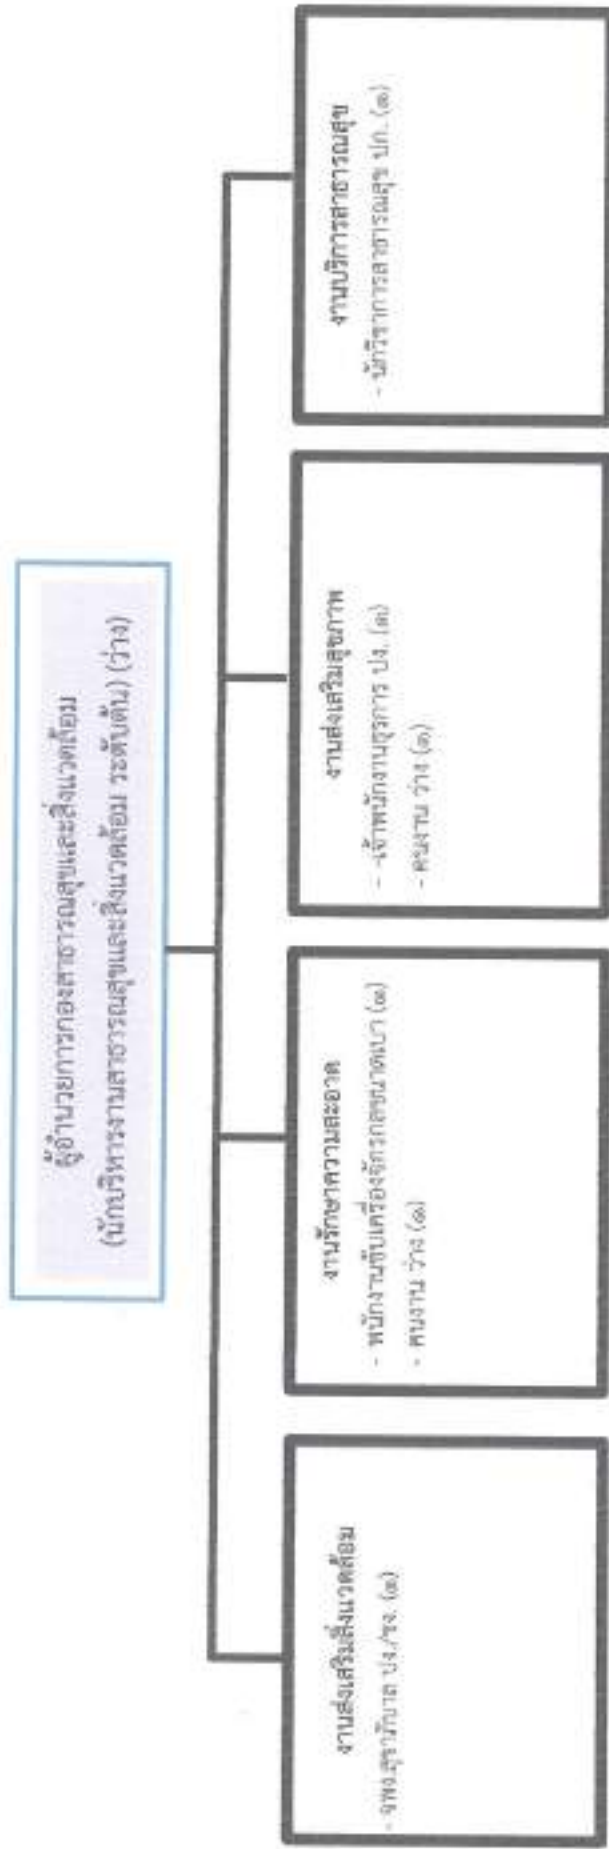 ผู้อำนวยการกองสาธารณสุขและสิ่งแวดล้อม
(นักบริหารงานสาธารณสุขและสิ่งแวดล้อม ระดับต้น) (ว่าง)
งานส่งเสริมสิ่งแวดล้อม
- จพง.สุขาภิบาล ปง./ชง. (๑)
งานรักษาความสะอาด
- พนักงานขับเครื่องจักรกลขนาดเบา (๑)
- คนงาน ว่าง (๑)
งานส่งเสริมสุขภาพ
- เจ้าพนักงานธุรการ ปง. (๑)
- คนงาน ว่าง (๑)
งานบริการสาธารณสุข
- นักวิชาการสาธารณสุข ปก. (๑)